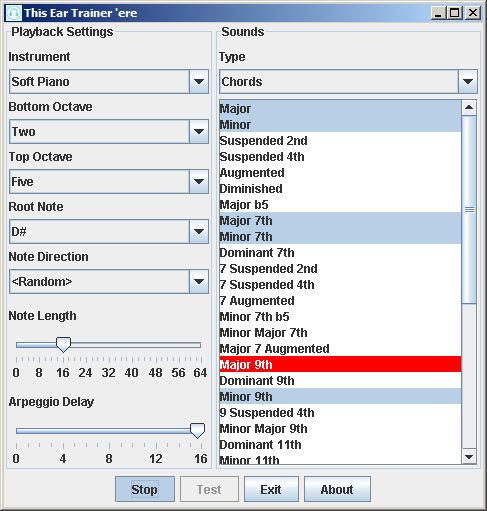 This Ear Trainer 'ere
Playback Settings
Instrument
Soft Piano
Bottom Octave
Two
Top Octave
Five
Root Note
D#
Note Direction
<Random>
Note Length
0 8 16 24 32 40 48 56 64
Arpeggio Delay
0 4 8 12 16
Sounds
Type
Chords
Major
Minor
Suspended 2nd
Suspended 4th
Augmented
Diminished
Major b5
Major 7th
Minor 7th
Dominant 7th
7 Suspended 2nd
7 Suspended 4th
7 Augmented
Minor 7th b5
Minor Major 7th
Major 7 Augmented
Major 9th
Dominant 9th
Minor 9th
9 Suspended 4th
Minor Major 9th
Dominant 11th
Minor 11th
Stop Test Exit About